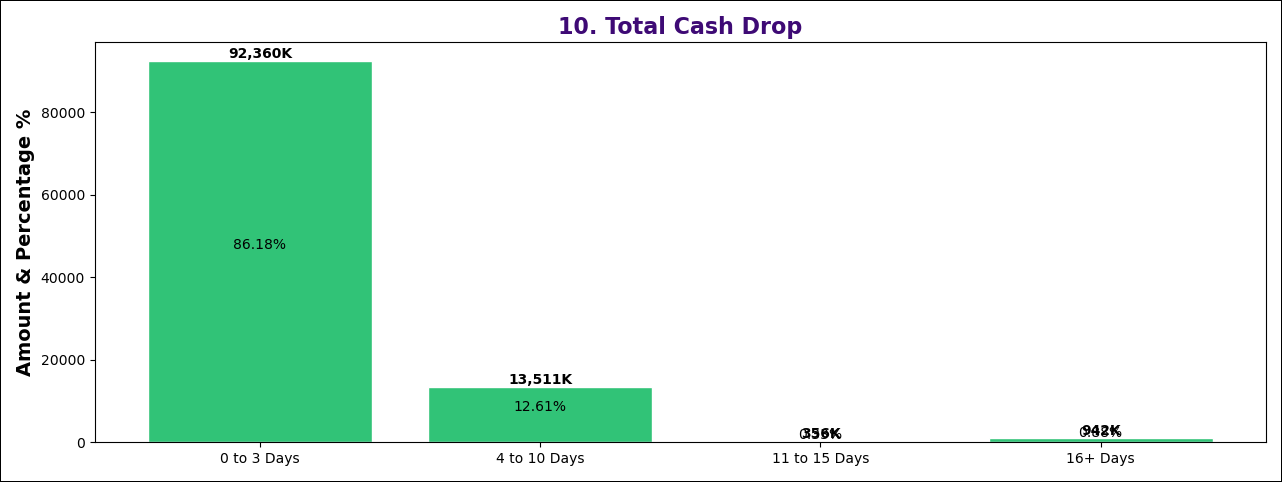 10. Total Cash Drop
Amount & Percentage %
80000
60000
40000
20000
0
92,360K
86.18%
13,511K
12.61%
356K
942K
0 to 3 Days
4 to 10 Days
11 to 15 Days
16+ Days